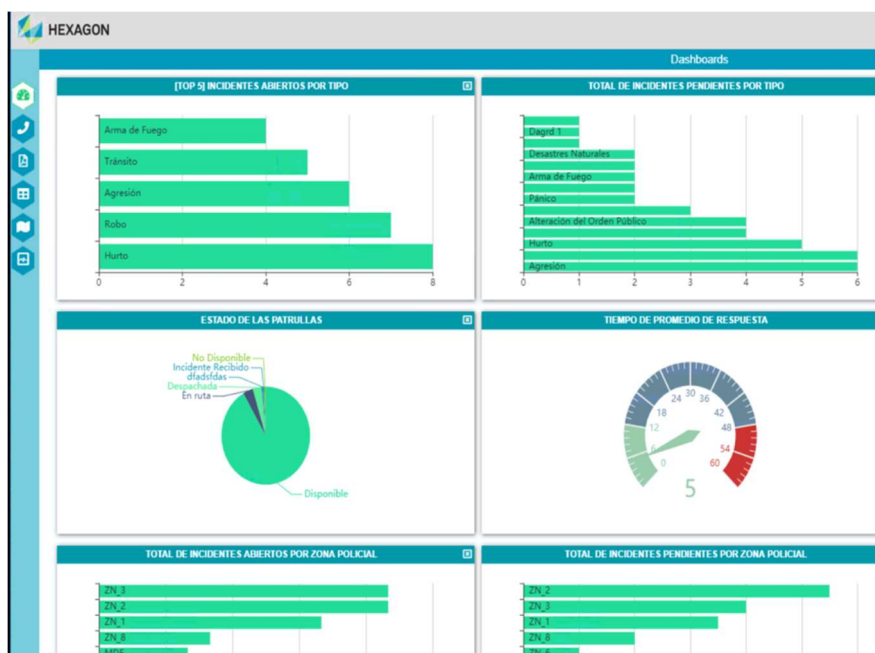 HEXAGON
Dashboards
[TOP 5] INCIDENTES ABIERTOS POR TIPO
Arma de Fuego
Tránsito
Agresión
Robo
Hurto
0 2 4 6 8
TOTAL DE INCIDENTES PENDIENTES POR TIPO
Dagrd 1
Desastres Naturales
Arma de Fuego
Pánico
Alteración del Orden Público
Hurto
Agresión
0 1 2 3 4 5 6
ESTADO DE LAS PATRULLAS
No Disponible
Incidente Recibido
dfadsfdas
Despachada
En ruta
Disponible
TIEMPO DE PROMEDIO DE RESPUESTA
0 6 12 18 24 30 36 42 48 54 60
5
TOTAL DE INCIDENTES ABIERTOS POR ZONA POLICIAL
ZN_3
ZN_2
ZN_1
ZN_8
TOTAL DE INCIDENTES PENDIENTES POR ZONA POLICIAL
ZN_2
ZN_3
ZN_1
ZN_8